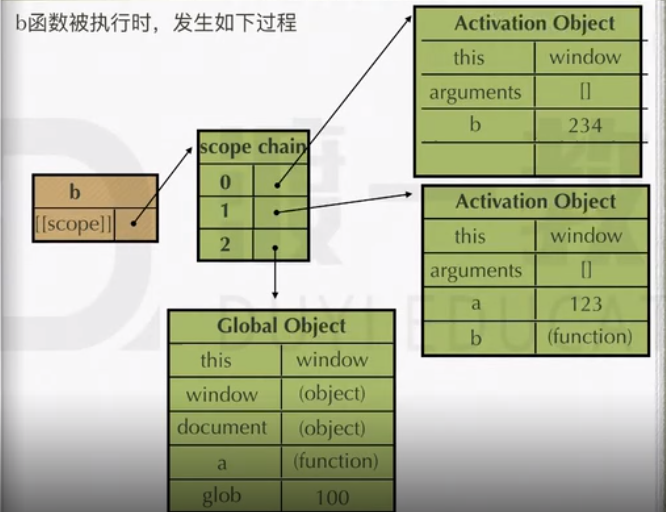 b函数被执行时，发生如下过程
Activation Object
this window
arguments []
b 234
scope chain
0
1
2
b
[[scope]]
Activation Object
this window
arguments []
a 123
b (function)
Global Object
this window
window (object)
document (object)
a (function)
glob 100